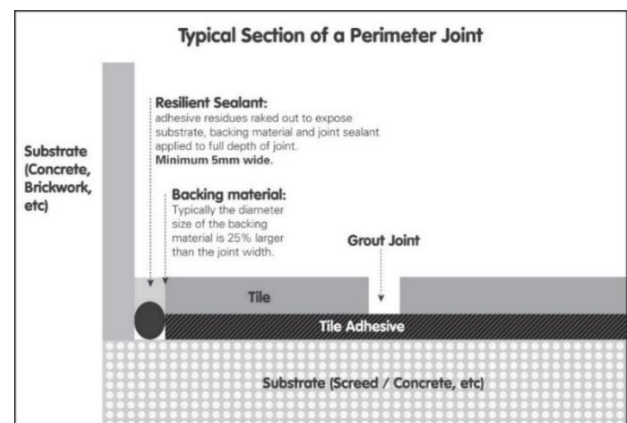 Typical Section of a Perimeter Joint
Resilient Sealant:
adhesive residues raked out to expose
substrate, backing material and joint sealant
applied to full depth of joint.
Minimum 5mm wide.
Substrate
(Concrete,
Brickwork,
etc)
Backing material:
Typically the diameter
size of the backing
material is 25% larger
than the joint width.
Grout Joint
Tile
Tile Adhesive
Substrate (Screed / Concrete, etc)